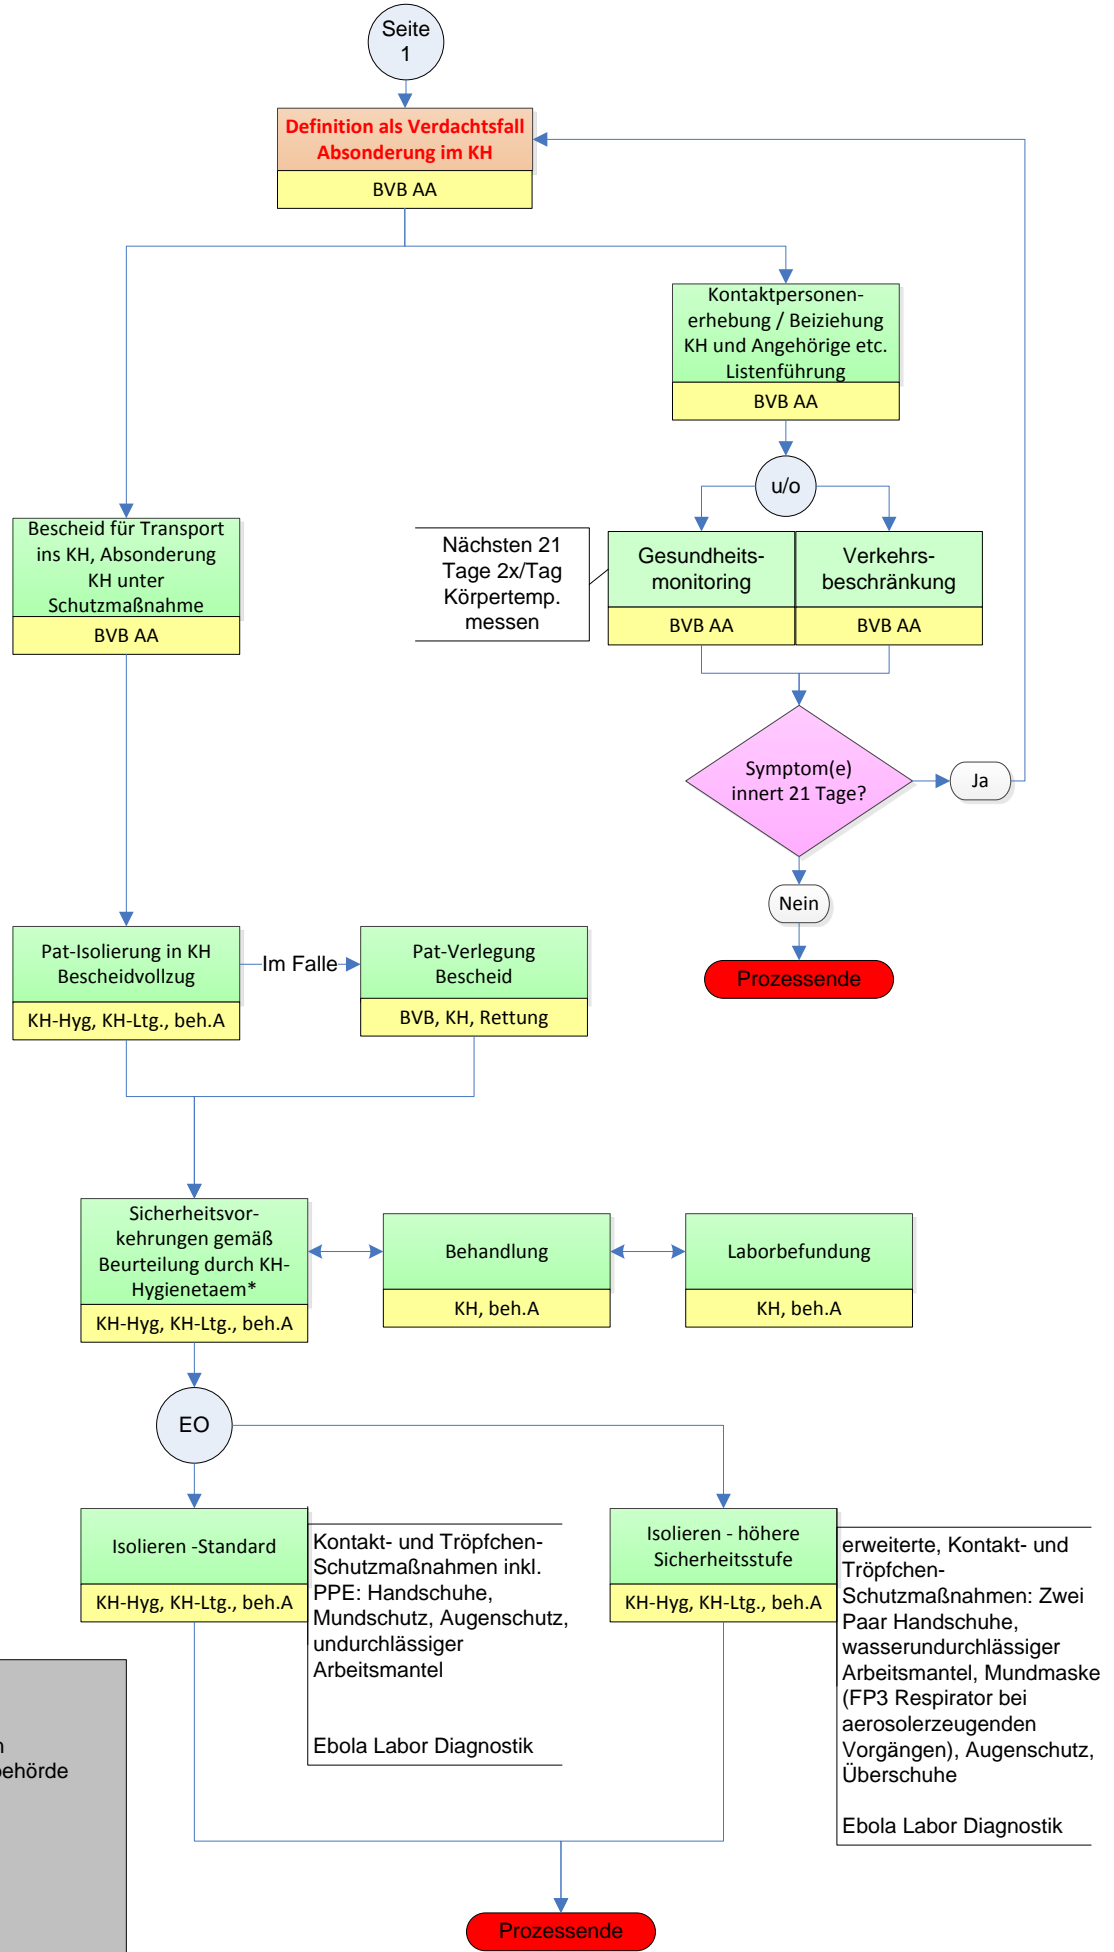 Seite
1
Definition als Verdachtsfall
Absonderung im KH
BVB AA
Kontaktpersonen-
erhebung / Beiziehung
KH und Angehörige etc.
Listenführung
BVB AA
u/o
Bescheid für Transport
ins KH, Absonderung
KH unter
Schutzmaßnahme
BVB AA
Nächsten 21
Tage 2x/Tag
Körpertemp.
messen
Gesundheits-
monitoring
BVB AA
Verkehrs-
beschränkung
BVB AA
Symptom(e)
innert 21 Tage?
Ja
Nein
Prozessende
Pat-Isolierung in KH
Bescheidvollzug
KH-Hyg, KH-Ltg., beh.A
Im Falle
Pat-Verlegung
Bescheid
BVB, KH, Rettung
Sicherheitsvor-
kehrungen gemäß
Beurteilung durch KH-
Hygienetaem*
KH-Hyg, KH-Ltg., beh.A
Behandlung
KH, beh.A
Laborbefundung
KH, beh.A
EO
Isolieren -Standard
KH-Hyg, KH-Ltg., beh.A
Kontakt- und Tröpfchen-
Schutzmaßnahmen inkl.
PPE: Handschuhe,
Mundschutz, Augenschutz,
undurchlässiger
Arbeitsmantel
Ebola Labor Diagnostik
Isolieren - höhere
Sicherheitsstufe
KH-Hyg, KH-Ltg., beh.A
erweiterte, Kontakt- und
Tröpfchen-
Schutzmaßnahmen: Zwei
Paar Handschuhe,
wasserundurchlässiger
Arbeitsmantel, Mundmaske
(FP3 Respirator bei
aerosolerzeugenden
Vorgängen), Augenschutz,
Überschuhe
Ebola Labor Diagnostik
Prozessende